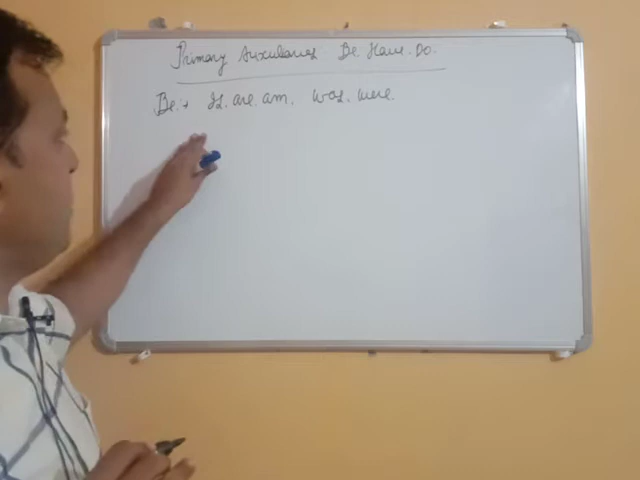 Primary Auxiliaries Be. Have. Do.
Be. → Is. are. am. was. were.